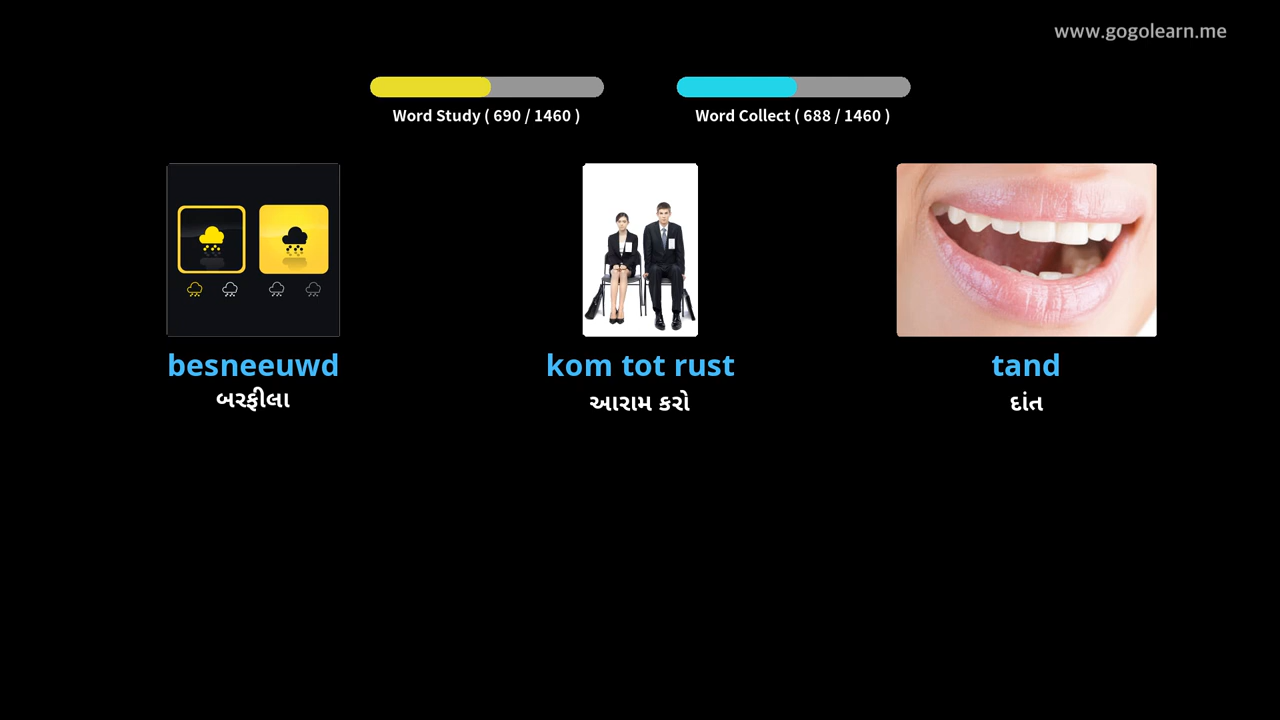 www.gogolearn.me
Word Study ( 690 / 1460 )
Word Collect ( 688 / 1460 )
besneeuwd
બરફીલા
kom tot rust
આરામ કરો
tand
દાંત